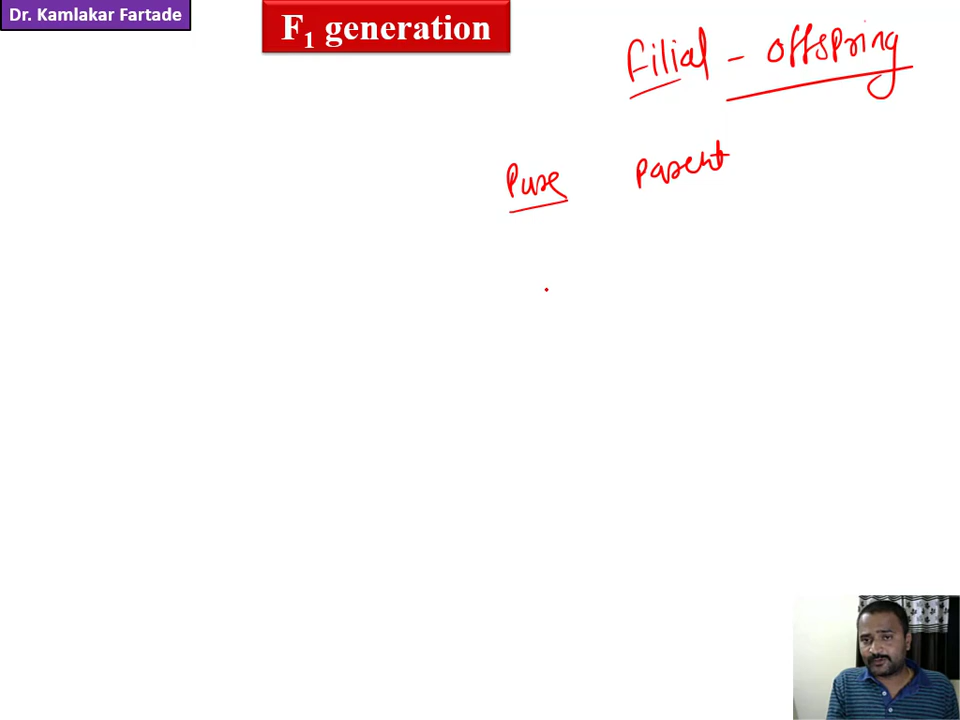 Dr. Kamlakar Fartade
F₁ generation
Filial - offspring
Pure parent